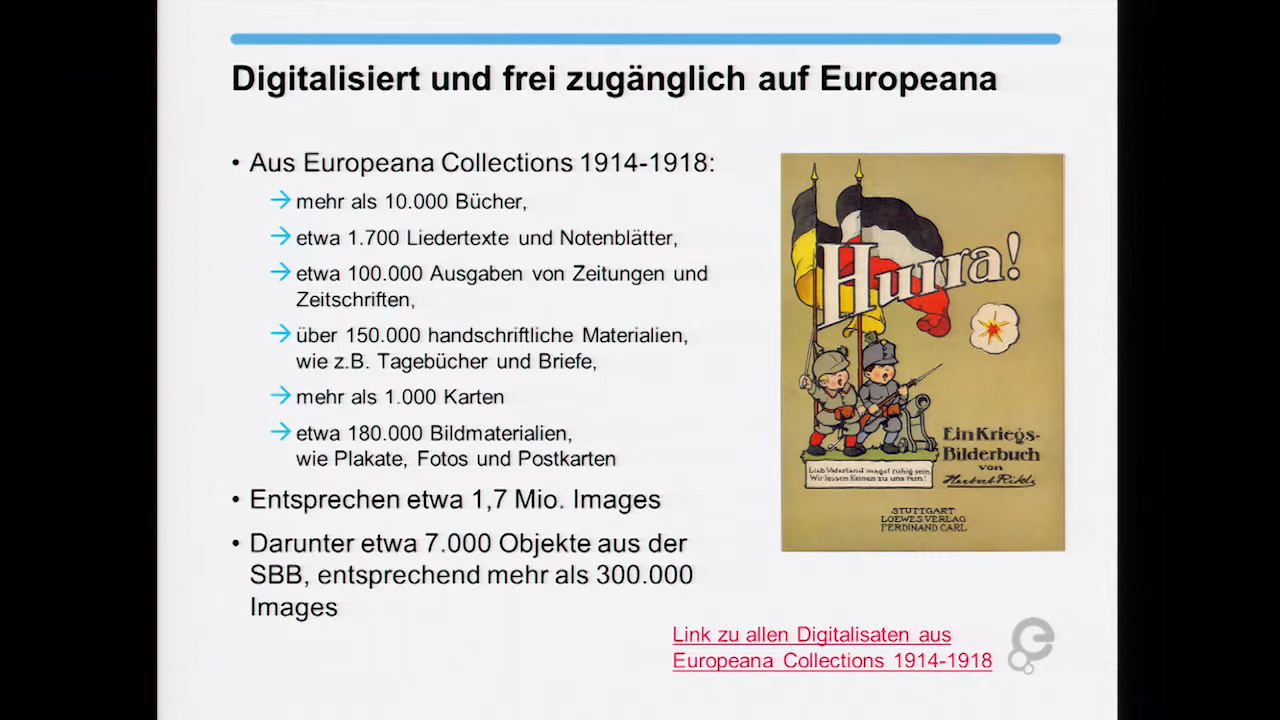 Digitalisiert und frei zugänglich auf Europeana
• Aus Europeana Collections 1914-1918:
→ mehr als 10.000 Bücher,
→ etwa 1.700 Liedertexte und Notenblätter,
→ etwa 100.000 Ausgaben von Zeitungen und
Zeitschriften,
→ über 150.000 handschriftliche Materialien,
wie z.B. Tagebücher und Briefe,
→ mehr als 1.000 Karten
→ etwa 180.000 Bildmaterialien,
wie Plakate, Fotos und Postkarten
• Entsprechen etwa 1,7 Mio. Images
• Darunter etwa 7.000 Objekte aus der
SBB, entsprechend mehr als 300.000
Images
Hurra!
Ein Kriegs-
Bilderbuch
von
Herbert Rikli
Lieb Vaterland magst ruhig sein,
Wir lassen Keinen zu uns rein!
STUTTGART
LOEWES VERLAG
FERDINAND CARL
Link zu allen Digitalisaten aus
Europeana Collections 1914-1918
e